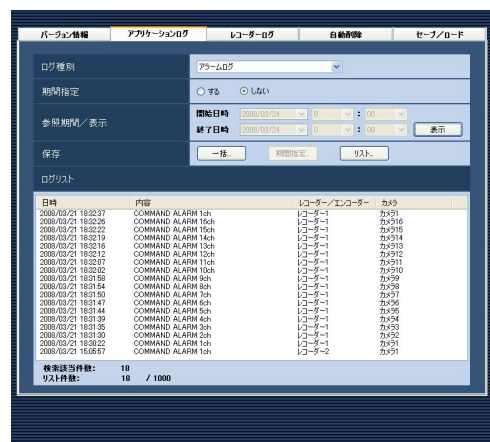 バージョン情報 アプリケーションログ レコーダーログ 自動削除 セーブ／ロード
ログ種別 アラームログ
期間指定 する しない
参照期間／表示 開始日時 2008/03/24 0 : 00
終了日時 2008/03/24 0 : 00 表示
保存 一括... 期間指定... リスト...
ログリスト
日時 内容 レコーダー／エンコーダー カメラ
2008/03/21 18:32:37 COMMAND ALARM 1ch レコーダー1 カメラ1
2008/03/21 18:32:26 COMMAND ALARM 16ch レコーダー1 カメラ16
2008/03/21 18:32:22 COMMAND ALARM 15ch レコーダー1 カメラ15
2008/03/21 18:32:19 COMMAND ALARM 14ch レコーダー1 カメラ14
2008/03/21 18:32:16 COMMAND ALARM 13ch レコーダー1 カメラ13
2008/03/21 18:32:12 COMMAND ALARM 12ch レコーダー1 カメラ12
2008/03/21 18:32:07 COMMAND ALARM 11ch レコーダー1 カメラ11
2008/03/21 18:32:02 COMMAND ALARM 10ch レコーダー1 カメラ10
2008/03/21 18:31:58 COMMAND ALARM 9ch レコーダー1 カメラ9
2008/03/21 18:31:54 COMMAND ALARM 8ch レコーダー1 カメラ8
2008/03/21 18:31:50 COMMAND ALARM 7ch レコーダー1 カメラ7
2008/03/21 18:31:47 COMMAND ALARM 6ch レコーダー1 カメラ6
2008/03/21 18:31:44 COMMAND ALARM 5ch レコーダー1 カメラ5
2008/03/21 18:31:39 COMMAND ALARM 4ch レコーダー1 カメラ4
2008/03/21 18:31:35 COMMAND ALARM 3ch レコーダー1 カメラ3
2008/03/21 18:31:30 COMMAND ALARM 2ch レコーダー1 カメラ2
2008/03/21 18:30:22 COMMAND ALARM 1ch レコーダー1 カメラ1
2008/03/21 15:05:57 COMMAND ALARM 1ch レコーダー2 カメラ1
検索該当件数: 18
リスト件数: 18 / 1000